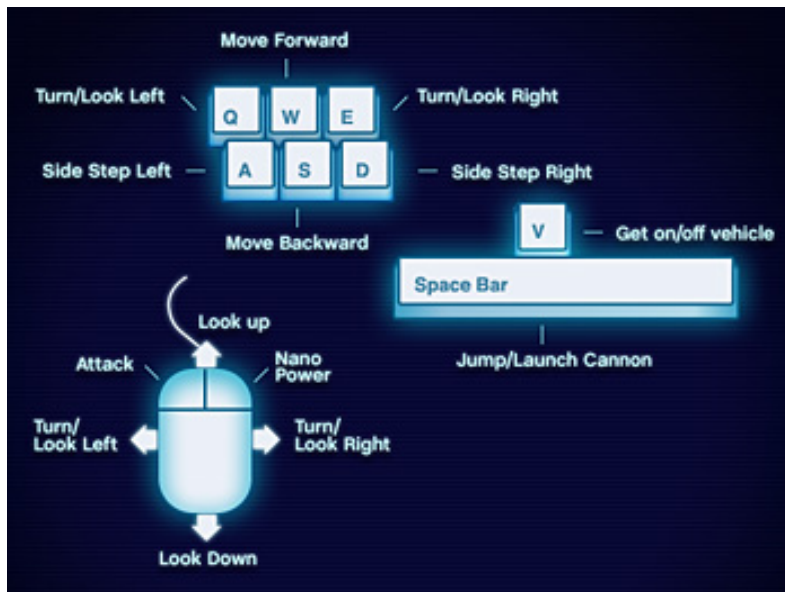 Move Forward
Turn/Look Left
Turn/Look Right
Q W E
Side Step Left
A S D
Side Step Right
Move Backward
V
Get on/off vehicle
Space Bar
Jump/Launch Cannon
Look up
Attack
Nano
Power
Turn/
Look Left
Turn/
Look Right
Look Down